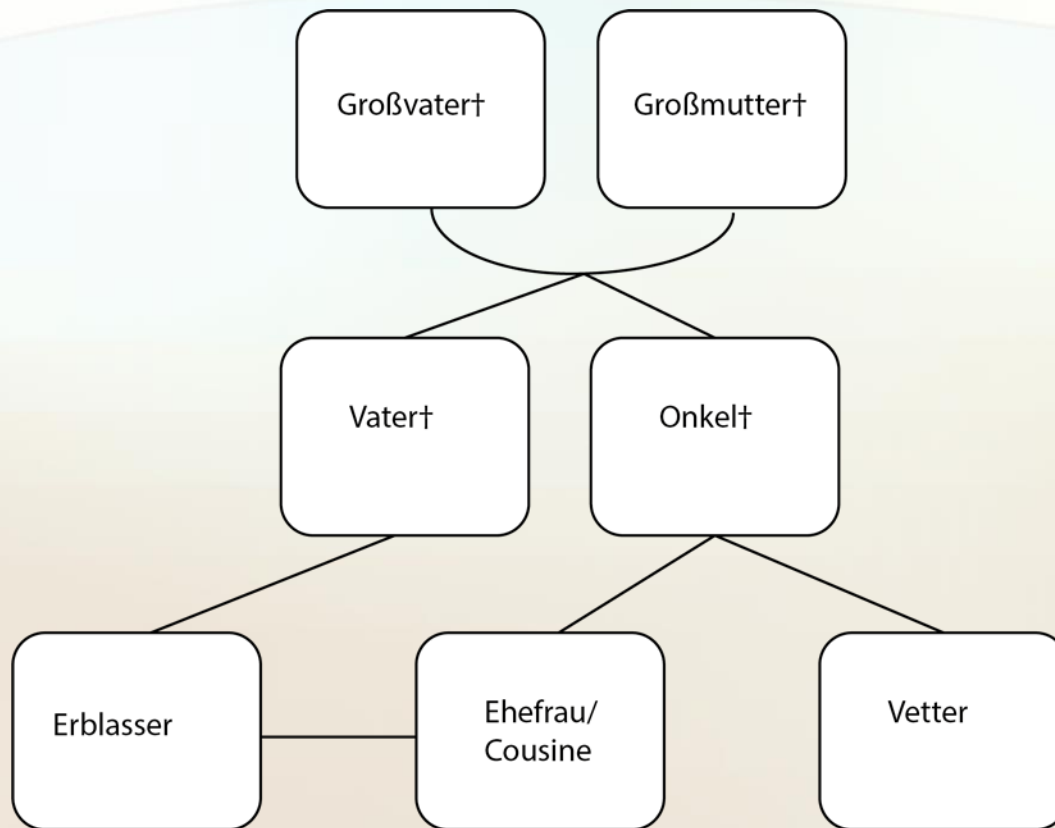 Großvater†
Großmutter†
Vater†
Onkel†
Erblasser
Ehefrau/
Cousine
Vetter